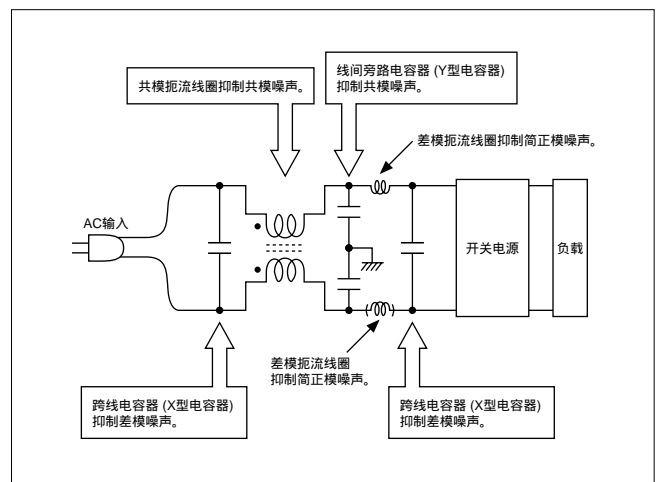 共模扼流线圈抑制共模噪声。
线间旁路电容器 (Y型电容器)
抑制共模噪声。
差模扼流线圈抑制简正模噪声。
AC输入
开关电源
负载
差模扼流线圈
抑制简正模噪声。
跨线电容器 (X型电容器)
抑制差模噪声。
跨线电容器 (X型电容器)
抑制差模噪声。